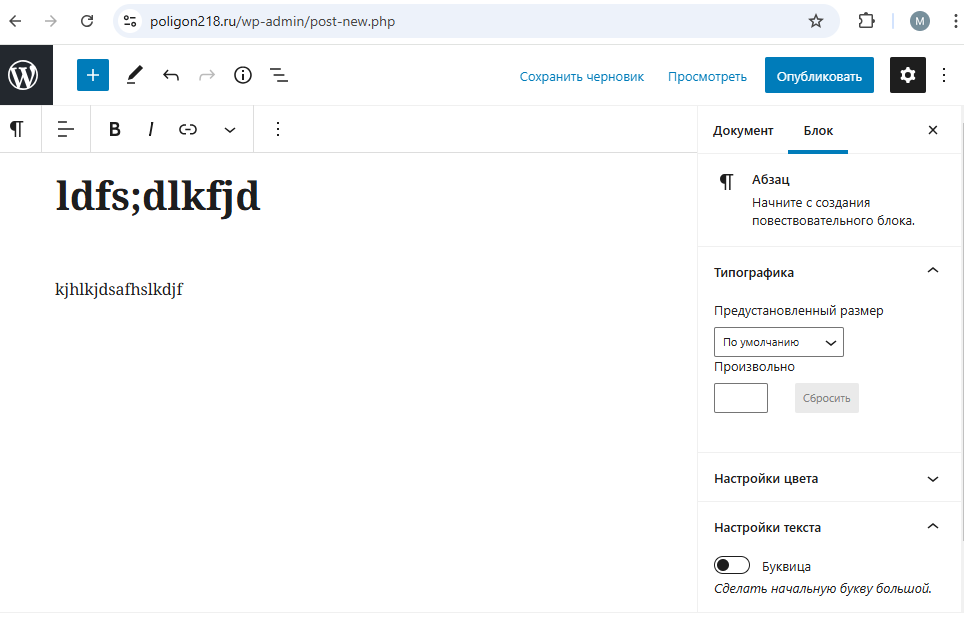 poligon218.ru/wp-admin/post-new.php
M
Сохранить черновик
Просмотреть
Опубликовать
B I
Документ
Блок
ldfs;dlkfjd
kjhlkjdsafhslkdjf
Абзац
Начните с создания
повествовательного блока.
Типографика
Предустановленный размер
По умолчанию
Произвольно
Сбросить
Настройки цвета
Настройки текста
Буквица
Сделать начальную букву большой.